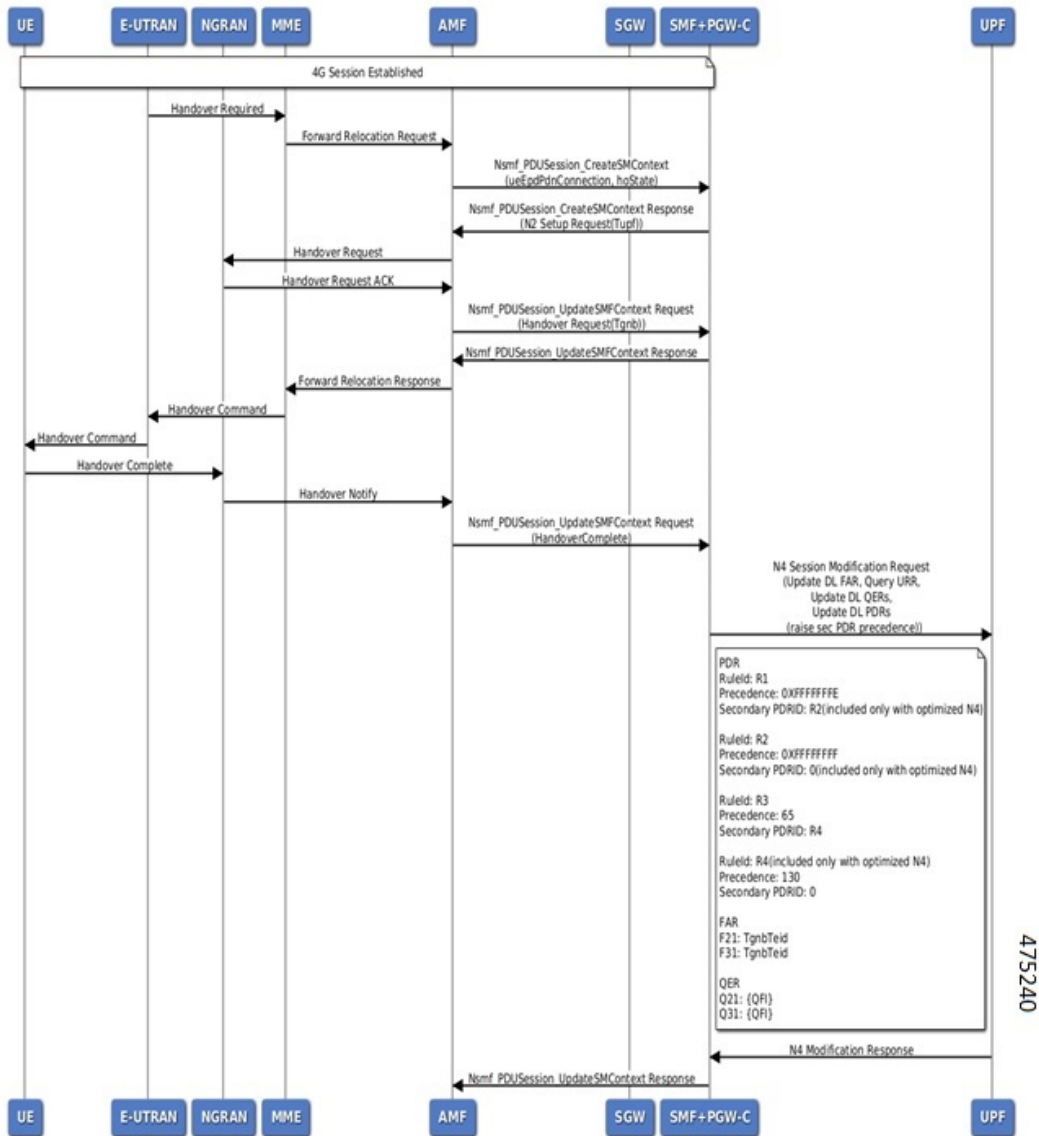 UE E-UTRAN NGRAN MME AMF SGW SMF+PGW-C UPF
4G Session Established
Handover Required
Forward Relocation Request
Nsmf_PDUSession_CreateSMContext
(ueEpdPdnConnection, hoState)
Nsmf_PDUSession_CreateSMContext Response
(N2 Setup Request(Tupf))
Handover Request
Handover Request ACK
Nsmf_PDUSession_UpdateSMFContext Request
(Handover Request(Tgnb))
Nsmf_PDUSession_UpdateSMFContext Response
Forward Relocation Response
Handover Command
Handover Command
Handover Complete
Handover Notify
Nsmf_PDUSession_UpdateSMFContext Request
(HandoverComplete)
N4 Session Modification Request
(Update DL FAR, Query URR,
Update DL QERs,
Update DL PDRs
(raise sec PDR precedence))
PDR
RuleId: R1
Precedence: 0XFFFFFFFE
Secondary PDRID: R2(included only with optimized N4)
RuleId: R2
Precedence: 0XFFFFFFFF
Secondary PDRID: 0(included only with optimized N4)
RuleId: R3
Precedence: 65
Secondary PDRID: R4
RuleId: R4(included only with optimized N4)
Precedence: 130
Secondary PDRID: 0
FAR
F21: TgnbTeid
F31: TgnbTeid
QER
Q21: {QFI}
Q31: {QFI}
475240
N4 Modification Response
Nsmf_PDUSession_UpdateSMContext Response
UE E-UTRAN NGRAN MME AMF SGW SMF+PGW-C UPF